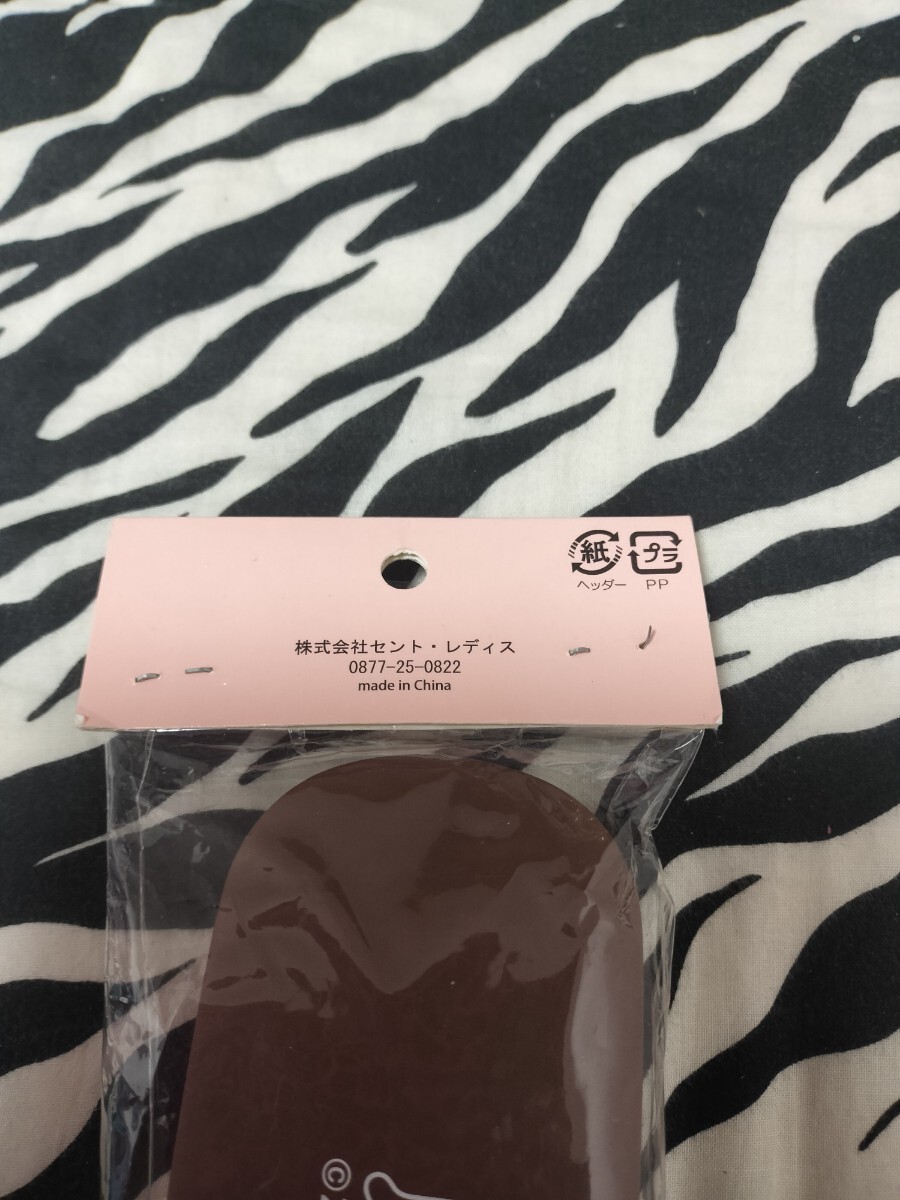 紙 プラ
ヘッダー PP
株式会社セント・レディス
0877-25-0822
made in China
©